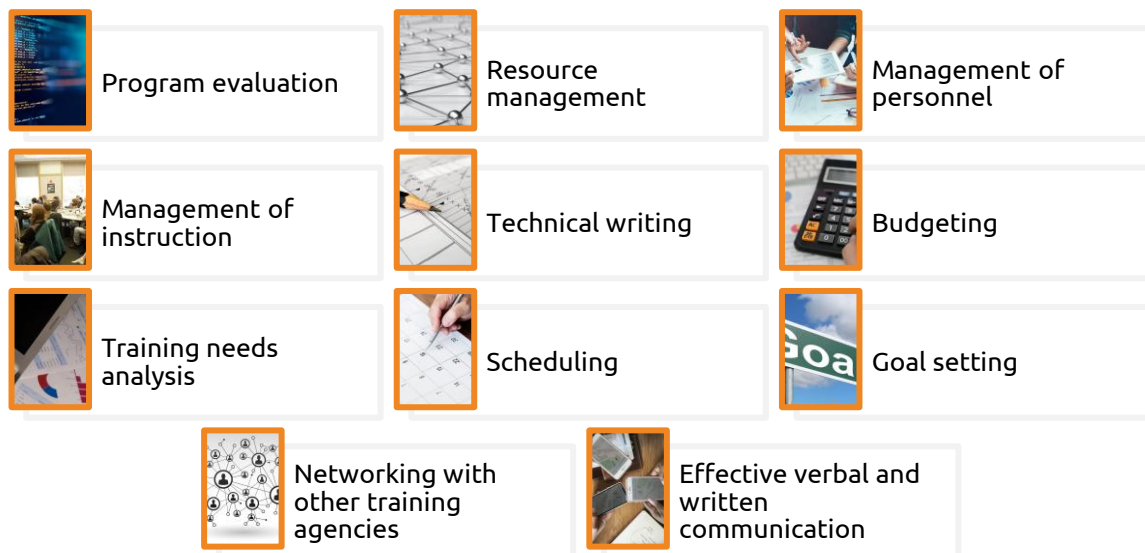 Program evaluation
Resource
management
Management of
personnel
Management of
instruction
Technical writing
Budgeting
Training needs
analysis
Scheduling
Goa
Goal setting
Networking with
other training
agencies
Effective verbal and
written
communication